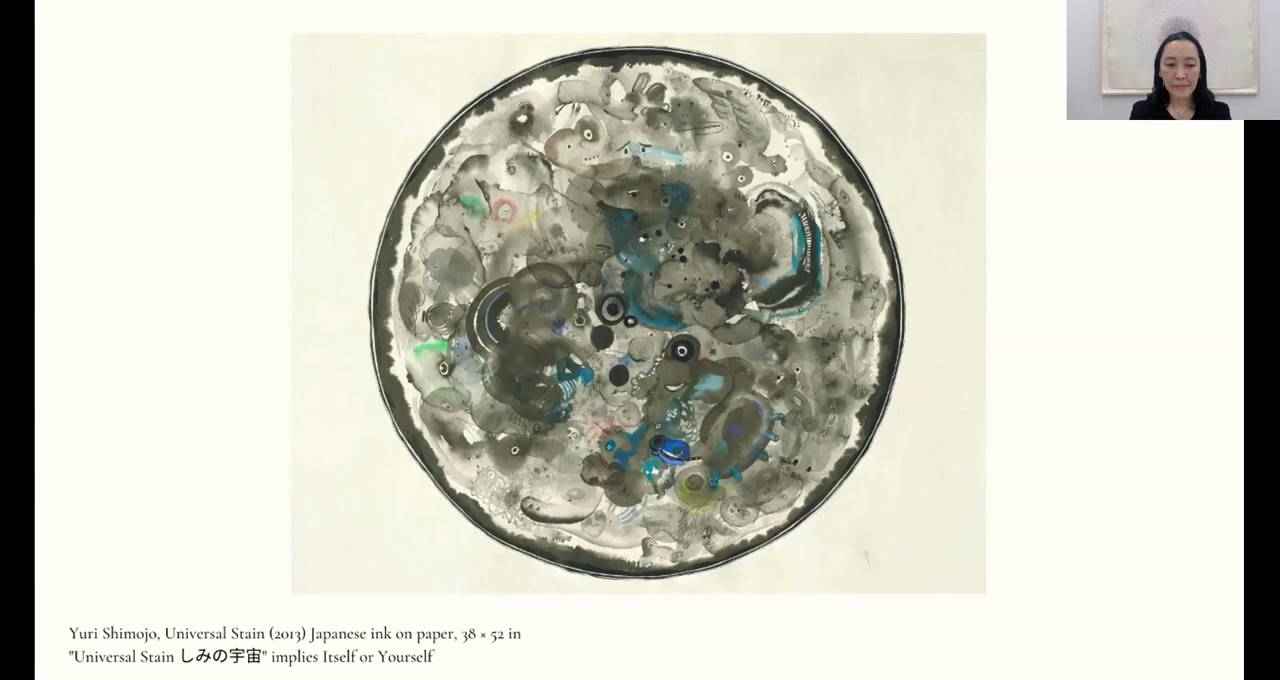 Yuri Shimojo, Universal Stain (2013) Japanese ink on paper, 38 × 52 in
"Universal Stain しみの宇宙" implies Itself or Yourself